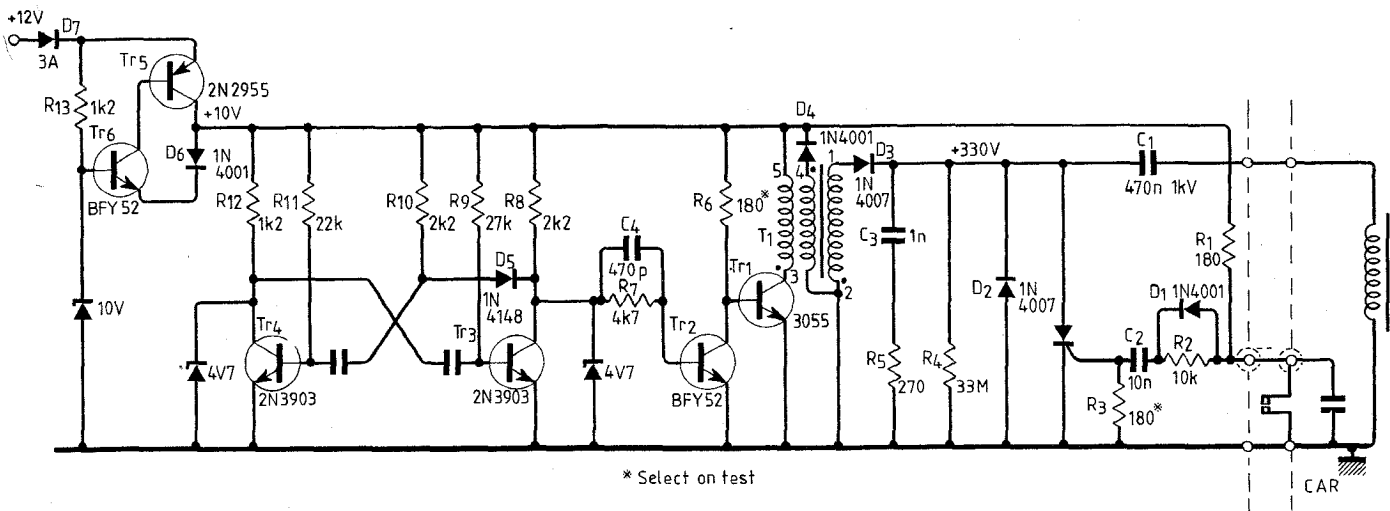 +12V
D7
3A
Tr5
2N2955
R13 1k2
+10V
Tr6
D6
1N
4001
BFY52
10V
R12
1k2
R11
22k
R10
2k2
R9
27k
R8
2k2
D5
1N
4148
C4
470p
R7
4k7
Tr4
2N3903
4V7
Tr3
2N3903
4V7
Tr2
BFY52
R6
180*
Tr1
3055
T1
5
3
D4
1N4001
4
1
2
D3
1N
4007
+330V
C3
1n
R5
270
R4
33M
D2
1N
4007
C1
470n 1kV
R1
180
D1 1N4001
C2
10n
R2
10k
R3
180*
* Select on test
CAR